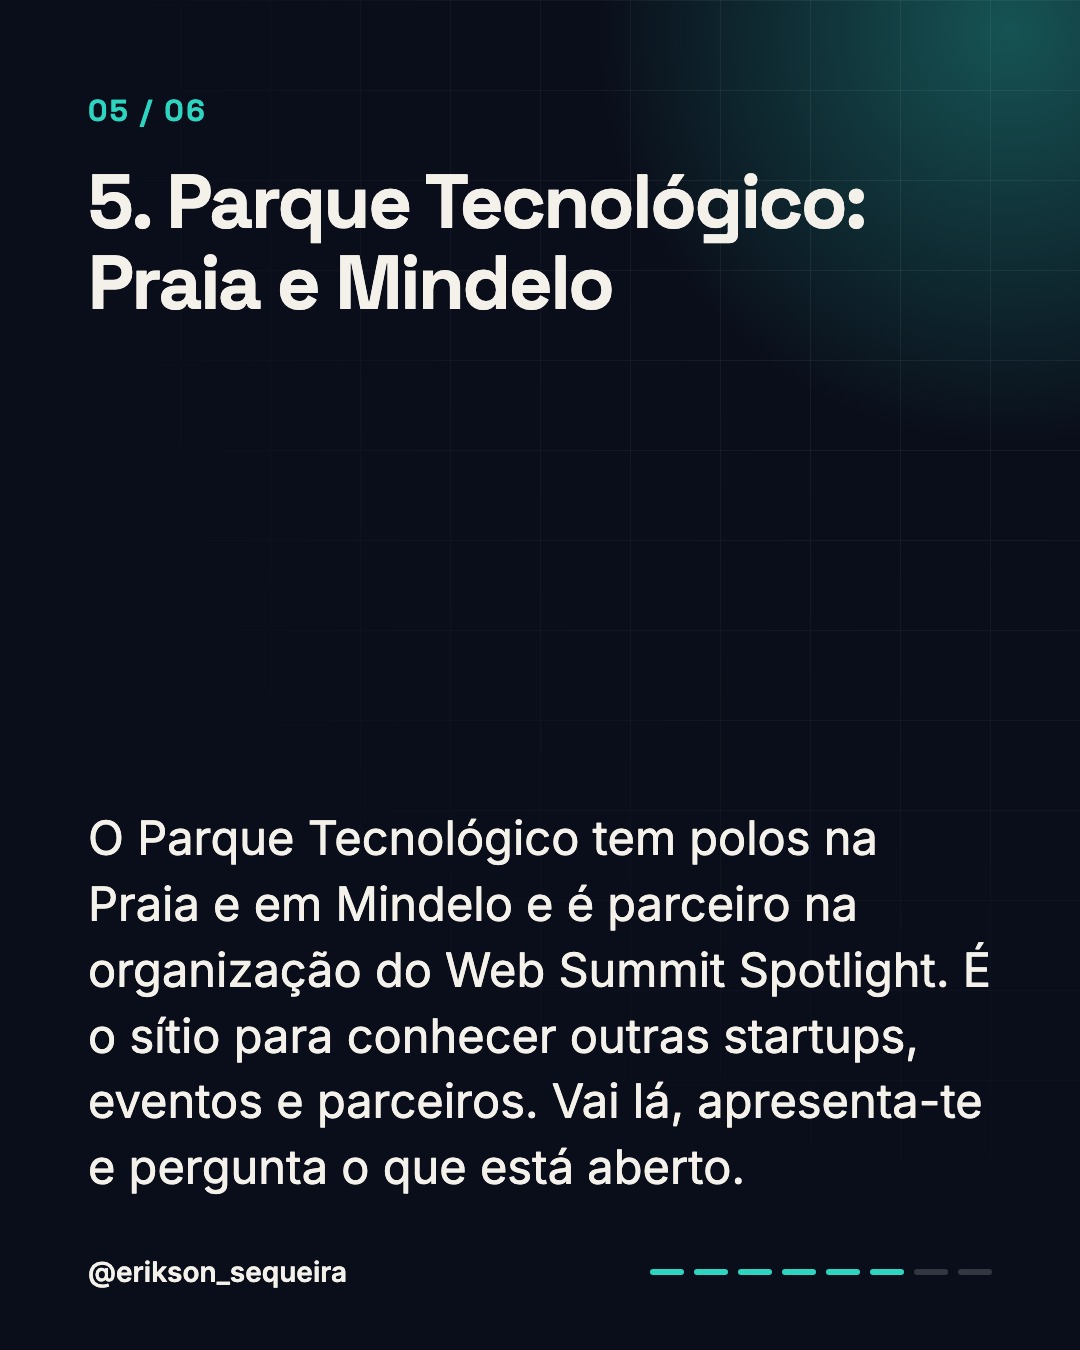 05 / 06
5. Parque Tecnológico:
Praia e Mindelo
O Parque Tecnológico tem polos na
Praia e em Mindelo e é parceiro na
organização do Web Summit Spotlight. É
o sítio para conhecer outras startups,
eventos e parceiros. Vai lá, apresenta-te
e pergunta o que está aberto.
@erikson_sequeira